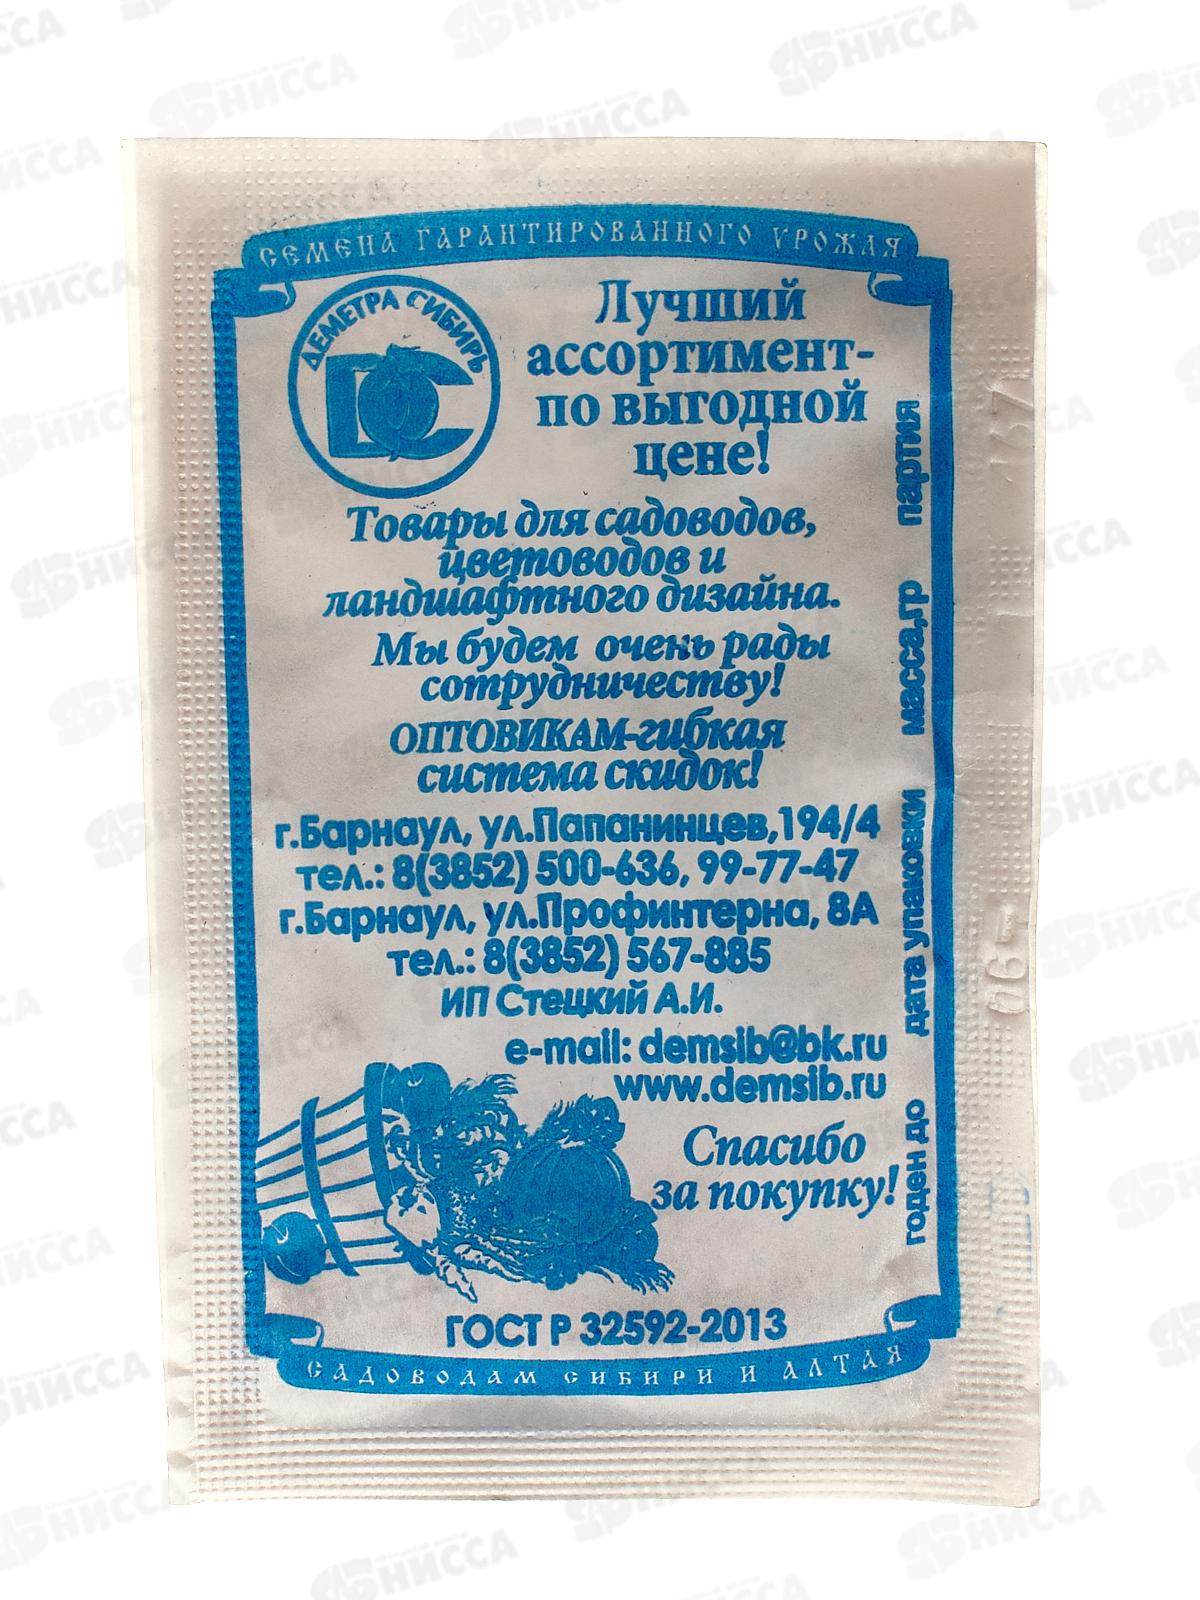 СЕМЕНА ГАРАНТИРОВАННОГО УРОЖАЯ
ДЕМЕТРА СИБИРЬ
ДС
Лучший
ассортимент-
по выгодной
цене!
Товары для садоводов,
цветоводов и
ландшафтного дизайна.
Мы будем очень рады
сотрудничеству!
ОПТОВИКАМ-гибкая
система скидок!
г.Барнаул, ул.Папанинцев,194/4
тел.: 8(3852) 500-636, 99-77-47
г.Барнаул, ул.Профинтерна, 8А
тел.: 8(3852) 567-885
ИП Стецкий А.И.
e-mail: demsib@bk.ru
www.demsib.ru
Спасибо
за покупку!
ГОСТ Р 32592-2013
САДОВОДАМ СИБИРИ И АЛТАЯ
годен до дата упаковки масса,гр партия
ЯБНИССА